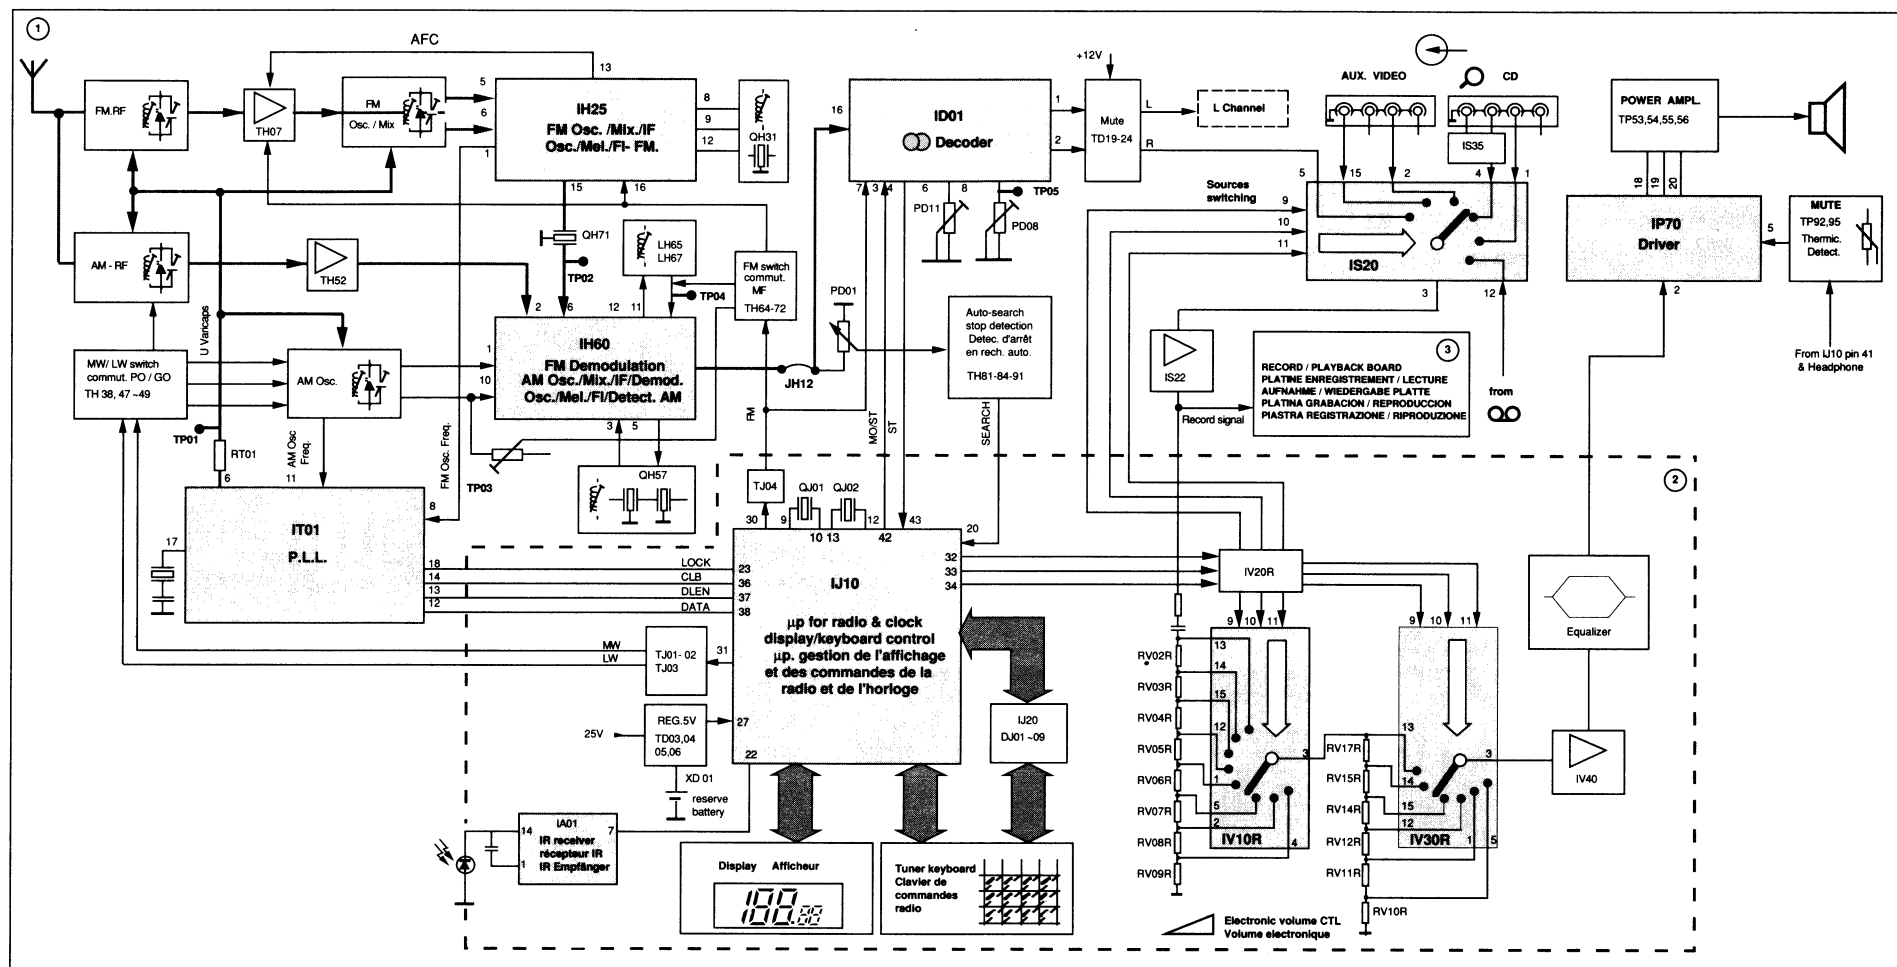 1
AFC
13
FM.RF
TH07
FM
Osc. / Mix
5
6
1
IH25
FM Osc. /Mix./IF
Osc./Mel./FI- FM.
8
9
12
QH31
15
16
16
ID01
Decoder
1
2
7
3
4
6
8
PD11
PD08
TP05
+12V
Mute
TD19-24
L
R
L Channel
AUX. VIDEO
CD
IS35
5
15
2
4
1
Sources
switching
9
10
11
IS20
3
12
POWER AMPL.
TP53,54,55,56
18
19
20
IP70
Driver
5
2
MUTE
TP92,95
Thermic.
Detect.
From IJ10 pin 41
& Headphone
AM - RF
TH52
QH71
TP02
LH65
LH67
TP04
FM switch
commut.
MF
TH64-72
PD01
Auto-search
stop detection
Detec. d'arrêt
en rech. auto.
TH81-84-91
IS22
Record signal
3
RECORD / PLAYBACK BOARD
PLATINE ENREGISTREMENT / LECTURE
AUFNAHME / WIEDERGABE PLATTE
PLATINA GRABACION / REPRODUCCION
PIASTRA REGISTRAZIONE / RIPRODUZIONE
from
U Varicaps
MW/ LW switch
commut. PO / GO
TH 38, 47 ~49
AM Osc.
2
6
12
11
1
10
IH60
FM Demodulation
AM Osc./Mix./IF/Demod.
Osc./Mel./FI/Detect. AM
3
5
JH12
QH57
TP01
RT01
AM Osc
Freq.
FM Osc. Freq.
TP03
FM
MO/ST
ST
SEARCH
6
11
8
17
IT01
P.L.L.
18
14
13
12
LOCK
CLB
DLEN
DATA
23
36
37
38
TJ04
QJ01
QJ02
30
9
10
13
12
42
43
20
IJ10
µp for radio & clock
display/keyboard control
µp. gestion de l'affichage
et des commandes de la
radio et de l'horloge
32
33
34
2
IV20R
MW
LW
TJ01- 02
TJ03
31
25V
REG.5V
TD03,04
05,06
27
22
XD 01
reserve
battery
IJ20
DJ01 ~09
14
1
IA01
IR receiver
récepteur IR
IR Empfänger
7
Display Afficheur
188.88
Tuner keyboard
Clavier de
commandes
radio
RV02R
RV03R
RV04R
RV05R
RV06R
RV07R
RV08R
RV09R
9
10
11
13
14
15
12
1
5
2
4
3
IV10R
RV17R
RV15R
RV14R
RV12R
RV11R
RV10R
9
10
11
13
14
15
12
1
5
3
IV30R
IV40
Equalizer
Electronic volume CTL
Volume electronique